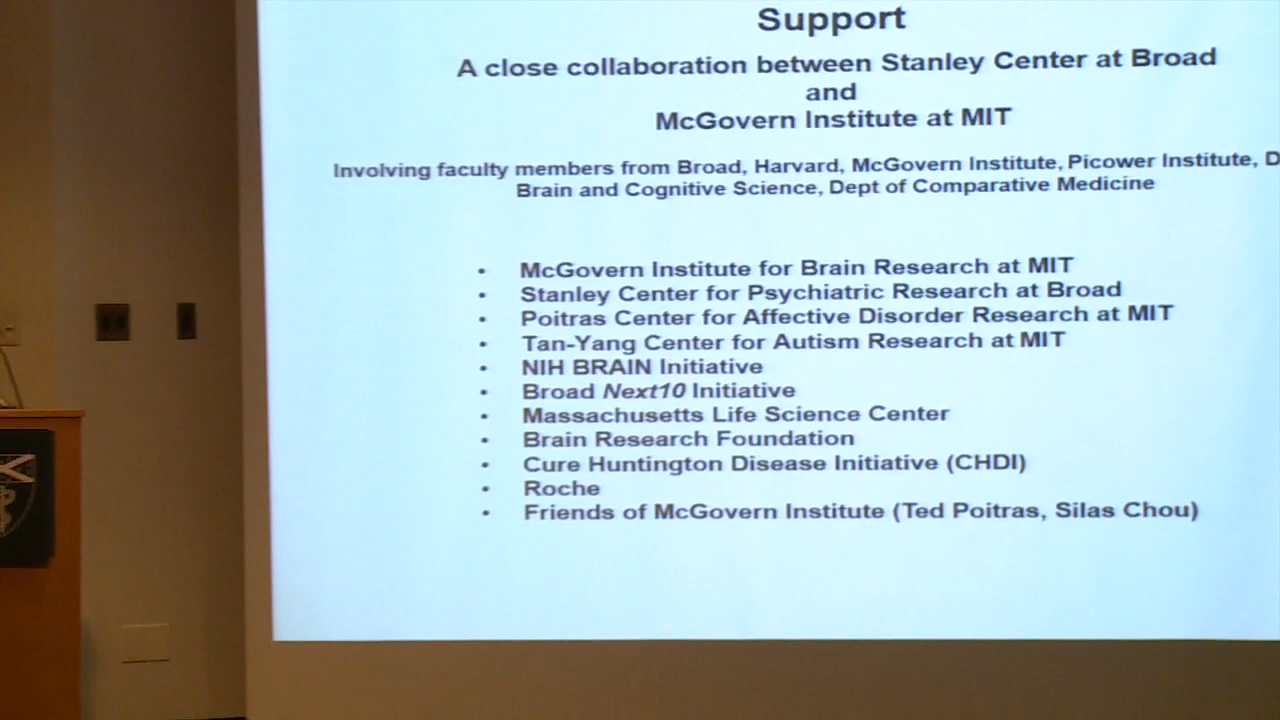 Support
A close collaboration between Stanley Center at Broad
and
McGovern Institute at MIT
Involving faculty members from Broad, Harvard, McGovern Institute, Picower Institute, D
Brain and Cognitive Science, Dept of Comparative Medicine
• McGovern Institute for Brain Research at MIT
• Stanley Center for Psychiatric Research at Broad
• Poitras Center for Affective Disorder Research at MIT
• Tan-Yang Center for Autism Research at MIT
• NIH BRAIN Initiative
• Broad Next10 Initiative
• Massachusetts Life Science Center
• Brain Research Foundation
• Cure Huntington Disease Initiative (CHDI)
• Roche
• Friends of McGovern Institute (Ted Poitras, Silas Chou)